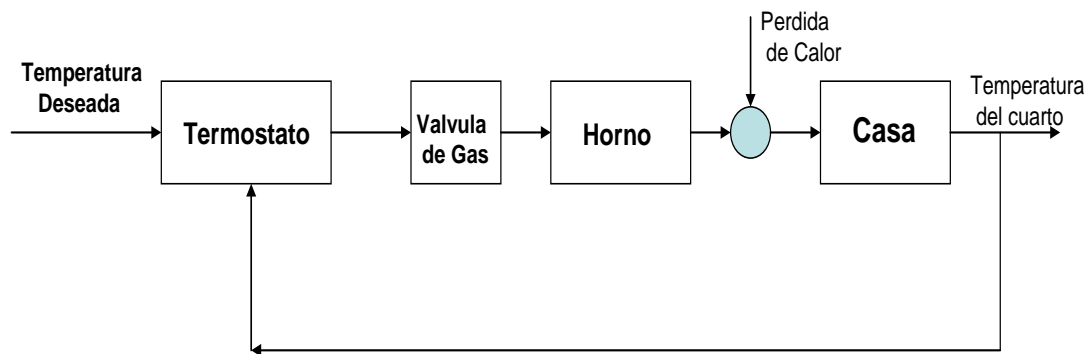 Temperatura
Deseada
Termostato
Valvula
de Gas
Horno
Perdida
de Calor
Casa
Temperatura
del cuarto